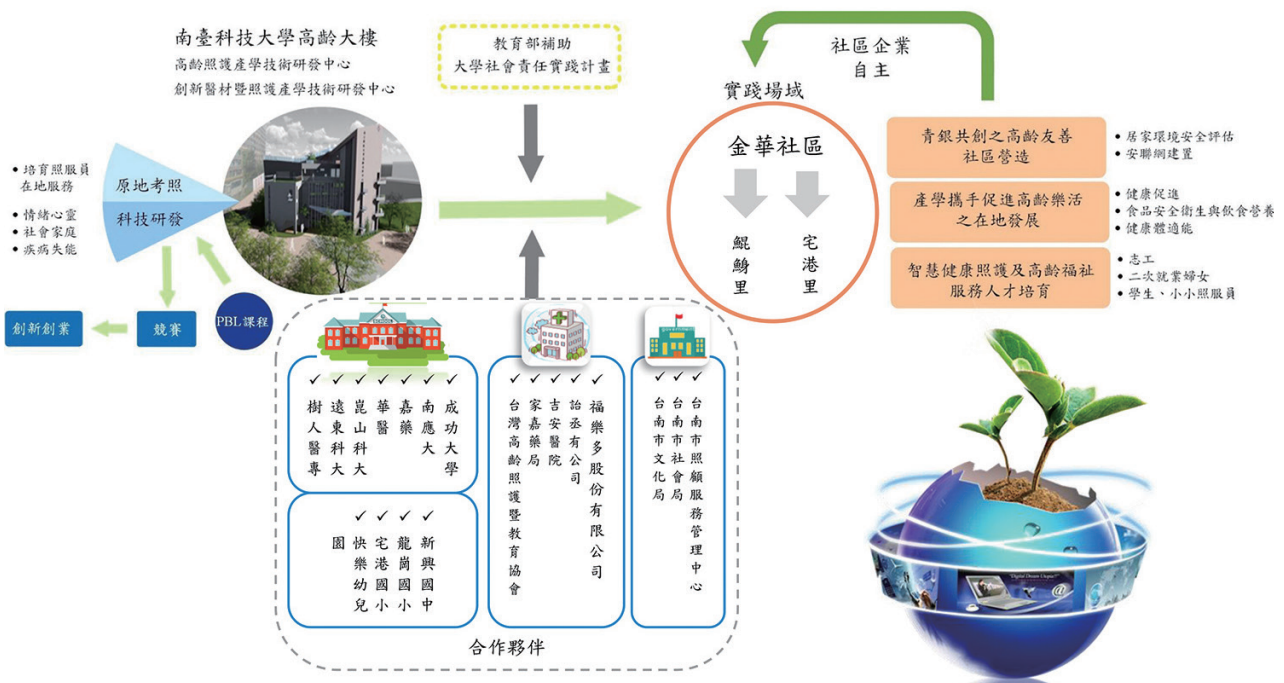 南臺科技大學高齡大樓
高齡照護產學技術研發中心
創新醫材暨照護產學技術研發中心
• 培育照服員
在地服務
• 情緒心靈
• 社會家庭
• 疾病失能
原地考照
科技研發
PBL課程
競賽
創新創業
教育部補助
大學社會責任實踐計畫
社區企業
自主
實踐場域
金華社區
鯤鯓里
宅港里
青銀共創之高齡友善
社區營造
• 居家環境安全評估
• 安聯網建置
產學攜手促進高齡樂活
之在地發展
• 健康促進
• 食品安全衛生與飲食營養
• 健康體適能
智慧健康照護及高齡福祉
服務人才培育
• 志工
• 二次就業婦女
• 學生、小小照服員
SCHOOL
✓ 成功大學
✓ 南應大
✓ 嘉藥
✓ 華醫
✓ 崑山科大
✓ 遠東科大
✓ 樹人醫專
✓ 新興國中
✓ 龍崗國小
✓ 宅港國小
✓ 快樂幼兒
園
✓ 福樂多股份有限公司
✓ 詒丞有公司
✓ 吉安醫院
✓ 家嘉藥局
✓ 台灣高齡照護暨教育協會
✓ 台南市照顧服務管理中心
✓ 台南市社會局
✓ 台南市文化局
合作夥伴
@